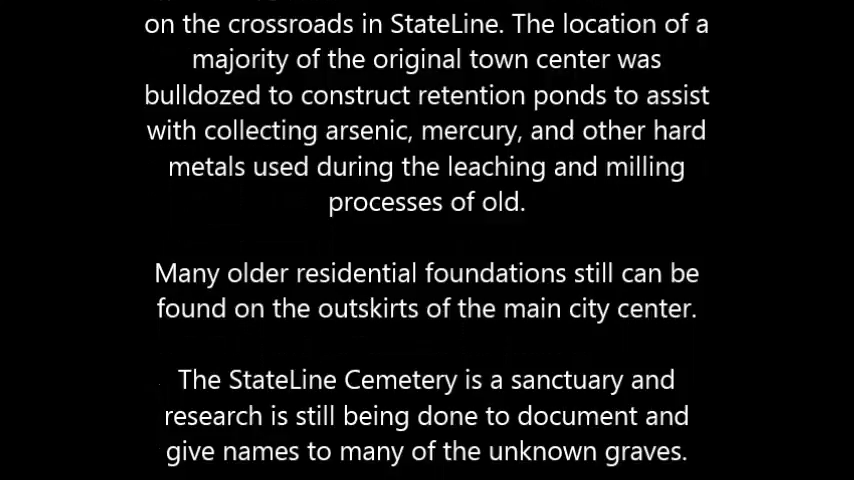 on the crossroads in StateLine. The location of a
majority of the original town center was
bulldozed to construct retention ponds to assist
with collecting arsenic, mercury, and other hard
metals used during the leaching and milling
processes of old.
Many older residential foundations still can be
found on the outskirts of the main city center.
The StateLine Cemetery is a sanctuary and
research is still being done to document and
give names to many of the unknown graves.